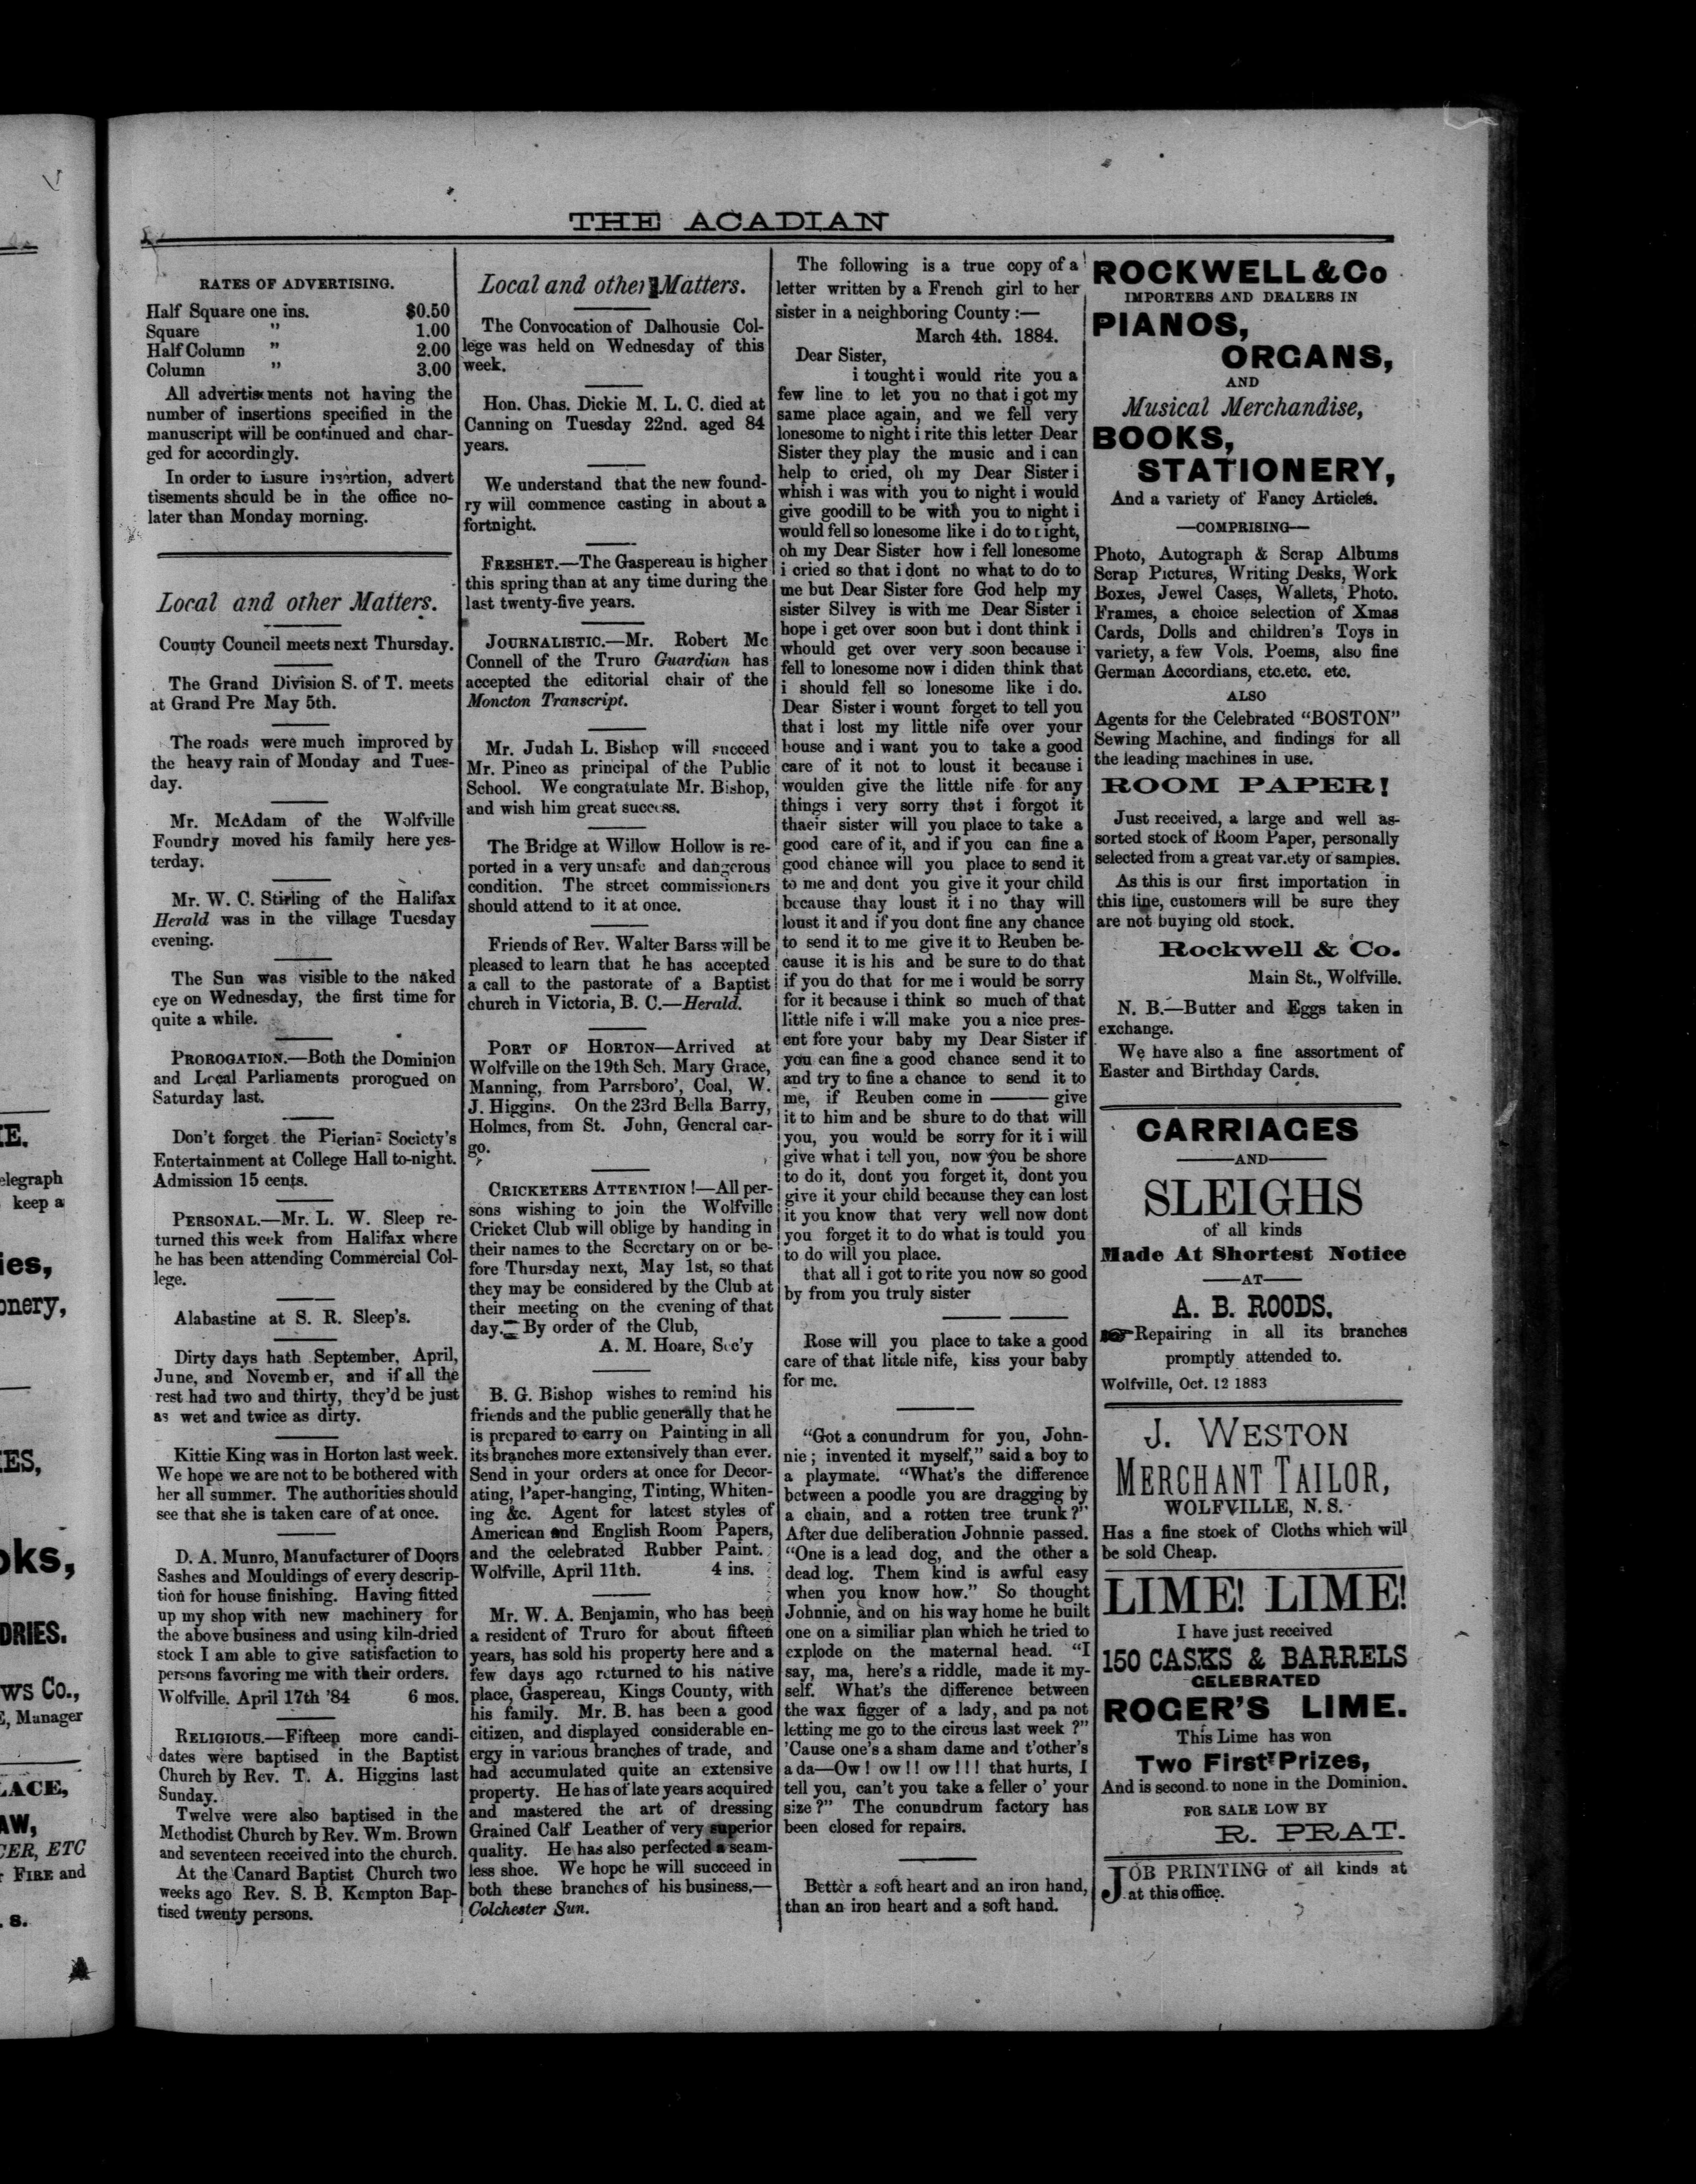 THE ACADIAN
RATES OF ADVERTISING.
Half Square one ins. $0.50
Square " 1.00
Half Column " 2.00
Column " 3.00
All advertisements not having the
number of insertions specified in the
manuscript will be continued and char-
ged for accordingly.
In order to insure insertion, advert
tisements should be in the office no-
later than Monday morning.
Local and other Matters.
County Council meets next Thursday.
The Grand Division S. of T. meets
at Grand Pre May 5th.
The roads were much improved by
the heavy rain of Monday and Tues-
day.
Mr. McAdam of the Wolfville
Foundry moved his family here yes-
terday.
Mr. W. C. Stirling of the Halifax
Herald was in the village Tuesday
evening.
The Sun was visible to the naked
eye on Wednesday, the first time for
quite a while.
PROROGATION.—Both the Dominion
and Local Parliaments prorogued on
Saturday last.
Don't forget the Pierian Society's
Entertainment at College Hall to-night.
Admission 15 cents.
PERSONAL.—Mr. L. W. Sleep re-
turned this week from Halifax where
he has been attending Commercial Col-
lege.
Alabastine at S. R. Sleep's.
Dirty days hath September, April,
June, and November, and if all the
rest had two and thirty, they'd be just
as wet and twice as dirty.
Kittie King was in Horton last week.
We hope we are not to be bothered with
her all summer. The authorities should
see that she is taken care of at once.
D. A. Munro, Manufacturer of Doors
Sashes and Mouldings of every descrip-
tion for house finishing. Having fitted
up my shop with new machinery for
the above business and using kiln-dried
stock I am able to give satisfaction to
persons favoring me with their orders.
Wolfville, April 17th '84 6 mos.
RELIGIOUS.—Fifteen more candi-
dates were baptised in the Baptist
Church by Rev. T. A. Higgins last
Sunday.
Twelve were also baptised in the
Methodist Church by Rev. Wm. Brown
and seventeen received into the church.
At the Canard Baptist Church two
weeks ago Rev. S. B. Kempton Bap-
tised twenty persons.
Local and other Matters.
The Convocation of Dalhousie Col-
lege was held on Wednesday of this
week.
Hon. Chas. Dickie M. L. C. died at
Canning on Tuesday 22nd. aged 84
years.
We understand that the new found-
ry will commence casting in about a
fortnight.
FRESHET.—The Gaspereau is higher
this spring than at any time during the
last twenty-five years.
JOURNALISTIC.—Mr. Robert Mc
Connell of the Truro Guardian has
accepted the editorial chair of the
Moncton Transcript.
Mr. Judah L. Bishop will succeed
Mr. Pineo as principal of the Public
School. We congratulate Mr. Bishop,
and wish him great success.
The Bridge at Willow Hollow is re-
ported in a very unsafe and dangerous
condition. The street commissioners
should attend to it at once.
Friends of Rev. Walter Barss will be
pleased to learn that he has accepted
a call to the pastorate of a Baptist
church in Victoria, B. C.—Herald.
PORT OF HORTON—Arrived at
Wolfville on the 19th Sch. Mary Grace,
Manning, from Parrsboro', Coal, W.
J. Higgins. On the 23rd Bella Barry,
Holmes, from St. John, General car-
go.
CRICKETERS ATTENTION!—All per-
sons wishing to join the Wolfville
Cricket Club will oblige by handing in
their names to the Secretary on or be-
fore Thursday next, May 1st, so that
they may be considered by the Club at
their meeting on the evening of that
day. By order of the Club,
A. M. Hoare, Sec'y
B. G. Bishop wishes to remind his
friends and the public generally that he
is prepared to carry on Painting in all
its branches more extensively than ever.
Send in your orders at once for Decor-
ating, Paper-hanging, Tinting, Whiten-
ing &c. Agent for latest styles of
American and English Room Papers,
and the celebrated Rubber Paint.
Wolfville, April 11th. 4 ins.
Mr. W. A. Benjamin, who has been
a resident of Truro for about fifteen
years, has sold his property here and a
few days ago returned to his native
place, Gaspereau, Kings County, with
his family. Mr. B. has been a good
citizen, and displayed considerable en-
ergy in various branches of trade, and
had accumulated quite an extensive
property. He has of late years acquired
and mastered the art of dressing
Grained Calf Leather of very superior
quality. He has also perfected a seam-
less shoe. We hope he will succeed in
both these branches of his business.—
Colchester Sun.
The following is a true copy of a
letter written by a French girl to her
sister in a neighboring County :—
March 4th. 1884.
Dear Sister,
i tought i would rite you a
few line to let you no that i got my
same place again, and we fell very
lonesome to night i rite this letter Dear
Sister they play the music and i can
help to cried, oh my Dear Sister i
whish i was with you to night i would
give goodill to be with you to night i
would fell so lonesome like i do to right,
oh my Dear Sister how i fell lonesome
i cried so that i dont no what to do to
me but Dear Sister fore God help my
sister Silvey is with me Dear Sister i
hope i get over soon but i dont think i
whould get over very soon because i
fell to lonesome now i diden think that
i should fell so lonesome like i do.
Dear Sister i wount forget to tell you
that i lost my little nife over your
house and i want you to take a good
care of it not to loust it because i
woulden give the little nife for any
things i very sorry that i forgot it
thaeir sister will you place to take a
good care of it, and if you can fine a
good chance will you place to send it
to me and dont you give it your child
because thay loust it i no thay will
loust it and if you dont fine any chance
to send it to me give it to Reuben be-
cause it is his and be sure to do that
if you do that for me i would be sorry
for it because i think so much of that
little nife i will make you a nice pres-
ent fore your baby my Dear Sister if
you can fine a good chance send it to
and try to fine a chance to send it to
me, if Reuben come in ——— give
it to him and be shure to do that will
you, you would be sorry for it i will
give what i tell you, now you be shore
to do it, dont you forget it, dont you
give it your child because they can lost
it you know that very well now dont
you forget it to do what is tould you
to do will you place.
that all i got to rite you now so good
by from you truly sister
——— ———
Rose will you place to take a good
care of that little nife, kiss your baby
for me.
"Got a conundrum for you, John-
nie; invented it myself," said a boy to
a playmate. "What's the difference
between a poodle you are dragging by
a chain, and a rotten tree trunk?"
After due deliberation Johnnie passed.
"One is a lead dog, and the other a
dead log. Them kind is awful easy
when you know how." So thought
Johnnie, and on his way home he built
one on a similiar plan which he tried to
explode on the maternal head. "I
say, ma, here's a riddle, made it my-
self. What's the difference between
the wax figger of a lady, and pa not
letting me go to the circus last week ?"
'Cause one's a sham dame and t'other's
a da—Ow! ow!! ow!!! that hurts, I
tell you, can't you take a feller o' your
size?" The conundrum factory has
been closed for repairs.
Better a soft heart and an iron hand,
than an iron heart and a soft hand.
ROCKWELL & Co
IMPORTERS AND DEALERS IN
PIANOS,
ORGANS,
AND
Musical Merchandise,
BOOKS,
STATIONERY,
And a variety of Fancy Articles.
—COMPRISING—
Photo, Autograph & Scrap Albums
Scrap Pictures, Writing Desks, Work
Boxes, Jewel Cases, Wallets, Photo.
Frames, a choice selection of Xmas
Cards, Dolls and children's Toys in
variety, a few Vols. Poems, also fine
German Accordians, etc.etc. etc.
ALSO
Agents for the Celebrated "BOSTON"
Sewing Machine, and findings for all
the leading machines in use.
ROOM PAPER!
Just received, a large and well as-
sorted stock of Room Paper, personally
selected from a great variety of samples.
As this is our first importation in
this line, customers will be sure they
are not buying old stock.
Rockwell & Co.
Main St., Wolfville.
N. B.—Butter and Eggs taken in
exchange.
We have also a fine assortment of
Easter and Birthday Cards.
CARRIAGES
—AND—
SLEIGHS
of all kinds
Made At Shortest Notice
—AT—
A. B. ROODS.
Repairing in all its branches
promptly attended to.
Wolfville, Oct. 12 1883
J. WESTON
MERCHANT TAILOR,
WOLFVILLE, N. S.
Has a fine stock of Cloths which will
be sold Cheap.
LIME! LIME!
I have just received
150 CASKS & BARRELS
CELEBRATED
ROGER'S LIME.
This Lime has won
Two First Prizes,
And is second to none in the Dominion.
FOR SALE LOW BY
R. PRAT.
JOB PRINTING of all kinds at
at this office.